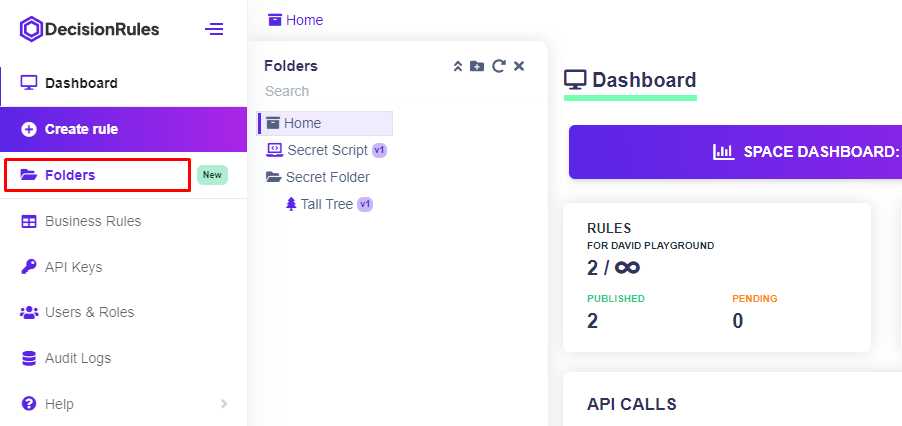 DecisionRules
Dashboard
Create rule
Folders
New
Business Rules
API Keys
Users & Roles
Audit Logs
Help
Home
Folders
Search
Home
Secret Script v1
Secret Folder
Tall Tree v1
Dashboard
SPACE DASHBOARD:
RULES
FOR DAVID PLAYGROUND
2 / ∞
PUBLISHED
2
PENDING
0
API CALLS